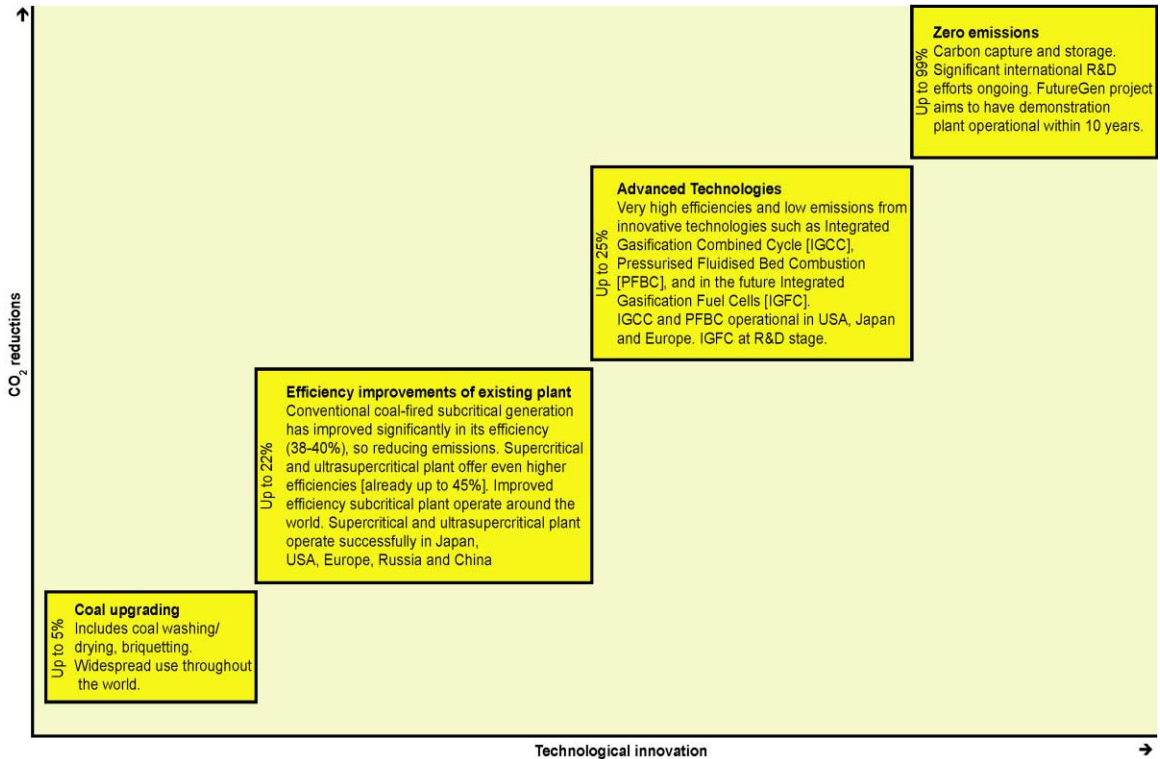 Zero emissions
Carbon capture and storage.
Significant international R&D
efforts ongoing. FutureGen project
aims to have demonstration
plant operational within 10 years.
Up to 99%
Advanced Technologies
Very high efficiencies and low emissions from
innovative technologies such as Integrated
Gasification Combined Cycle [IGCC],
Pressurised Fluidised Bed Combustion
[PFBC], and in the future Integrated
Gasification Fuel Cells [IGFC].
IGCC and PFBC operational in USA, Japan
and Europe. IGFC at R&D stage.
Up to 25%
Efficiency improvements of existing plant
Conventional coal-fired subcritical generation
has improved significantly in its efficiency
(38-40%), so reducing emissions. Supercritical
and ultrasupercritical plant offer even higher
efficiencies [already up to 45%]. Improved
efficiency subcritical plant operate around the
world. Supercritical and ultrasupercritical plant
operate successfully in Japan,
USA, Europe, Russia and China
Up to 22%
Coal upgrading
Includes coal washing/
drying, briquetting.
Widespread use throughout
the world.
Up to 5%
CO₂ reductions
Technological innovation